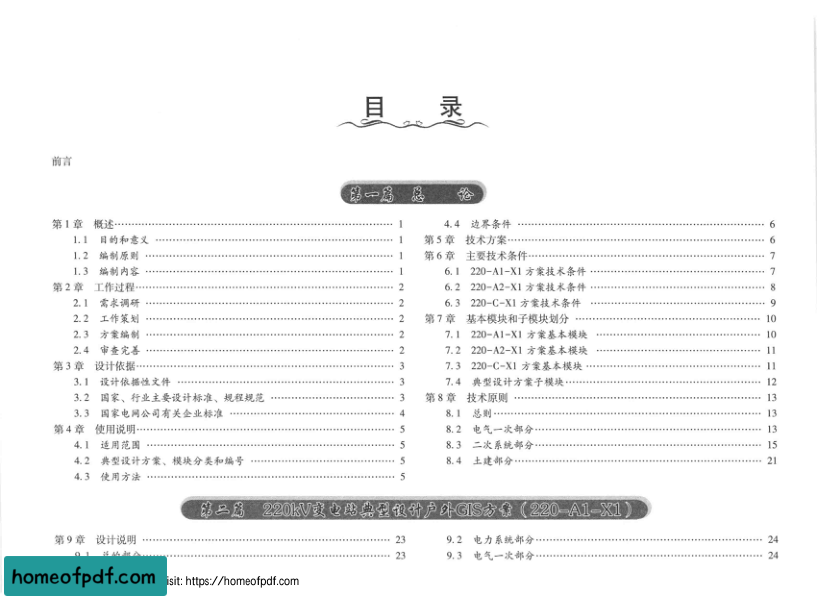 目 录
前言
第一篇 总 论
第1章 概述 1
1.1 目的和意义 1
1.2 编制原则 1
1.3 编制内容 1
第2章 工作过程 2
2.1 需求调研 2
2.2 工作策划 2
2.3 方案编制 2
2.4 审查完善 2
第3章 设计依据 3
3.1 设计依据性文件 3
3.2 国家、行业主要设计标准、规程规范 3
3.3 国家电网公司有关企业标准 4
第4章 使用说明 5
4.1 适用范围 5
4.2 典型设计方案、模块分类和编号 5
4.3 使用方法 5
4.4 边界条件 6
第5章 技术方案 6
第6章 主要技术条件 7
6.1 220-A1-X1 方案技术条件 7
6.2 220-A2-X1 方案技术条件 8
6.3 220-C-X1 方案技术条件 9
第7章 基本模块和子模块划分 10
7.1 220-A1-X1 方案基本模块 10
7.2 220-A2-X1 方案基本模块 11
7.3 220-C-X1 方案基本模块 11
7.4 典型设计方案子模块 12
第8章 技术原则 13
8.1 总则 13
8.2 电气一次部分 13
8.3 二次系统部分 15
8.4 土建部分 21
第二篇 220kV变电站典型设计户外GIS方案（220-A1-X1）
第9章 设计说明 23
9.1 总的部分 23
9.2 电力系统部分 24
9.3 电气一次部分 24
homeofpdf.com
isit: https://homeofpdf.com